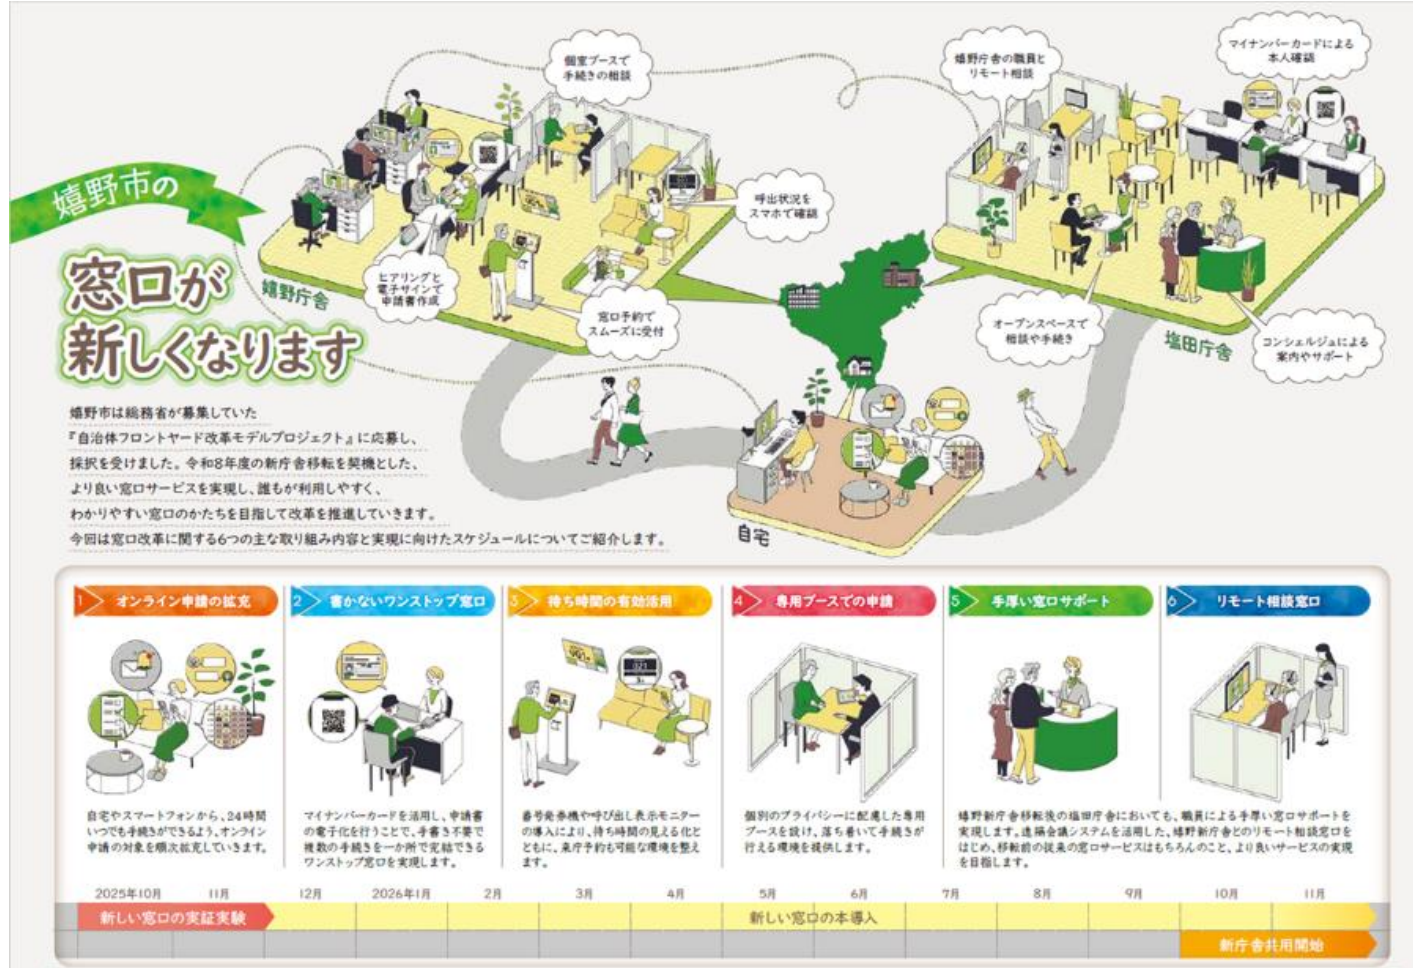 嬉野市の
窓口が
新しくなります
嬉野市は総務省が募集していた
『自治体フロントヤード改革モデルプロジェクト』に応募し、
採択を受けました。令和8年度の新庁舎移転を契機とした、
より良い窓口サービスを実現し、誰もが利用しやすく、
わかりやすい窓口のかたちを目指して改革を推進していきます。
今回は窓口改革に関する6つの主な取り組み内容と実現に向けたスケジュールについてご紹介します。
個室ブースで
手続きの相談
呼出状況を
スマホで確認
ヒアリングと
電子サインで
申請書作成
窓口予約で
スムーズに受付
嬉野庁舎
嬉野庁舎の職員と
リモート相談
マイナンバーカードによる
本人確認
オープンスペースで
相談や手続き
コンシェルジュによる
案内やサポート
塩田庁舎
自宅
1 オンライン申請の拡充
自宅やスマートフォンから、24時間
いつでも手続きができるよう、オンライン
申請の対象を順次拡充していきます。
2 書かないワンストップ窓口
マイナンバーカードを活用し、申請書
の電子化を行うことで、手書き不要で
複数の手続きを一か所で完結できる
ワンストップ窓口を実現します。
3 待ち時間の有効活用
021
番号発券機や呼び出し表示モニター
の導入により、待ち時間の見える化と
ともに、来庁予約も可能な環境を整え
ます。
4 専用ブースでの申請
個別のプライバシーに配慮した専用
ブースを設け、落ち着いて手続きが
行える環境を提供します。
5 手厚い窓口サポート
6 リモート相談窓口
嬉野新庁舎移転後の塩田庁舎においても、職員による手厚い窓口サポートを
実現します。遠隔会議システムを活用した、嬉野新庁舎とのリモート相談窓口を
はじめ、移転前の従来の窓口サービスはもちろんのこと、より良いサービスの実現
を目指します。
2025年10月 11月 12月 2026年1月 2月 3月 4月 5月 6月 7月 8月 9月 10月 11月
新しい窓口の実証実験
新しい窓口の本導入
新庁舎共用開始